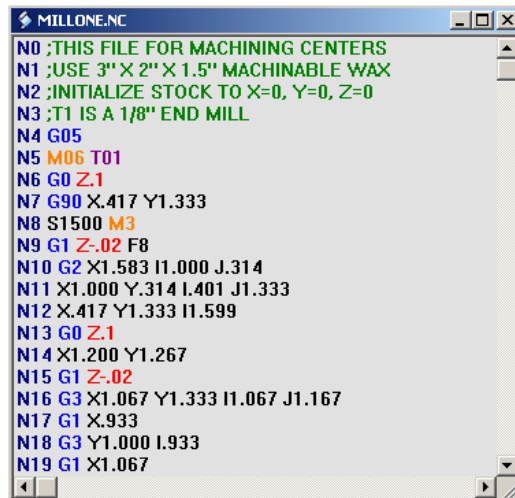 MILLONE.NC
N0 ;THIS FILE FOR MACHINING CENTERS
N1 ;USE 3" X 2" X 1.5" MACHINABLE WAX
N2 ;INITIALIZE STOCK TO X=0, Y=0, Z=0
N3 ;T1 IS A 1/8" END MILL
N4 G05
N5 M06 T01
N6 G0 Z.1
N7 G90 X.417 Y1.333
N8 S1500 M3
N9 G1 Z-.02 F8
N10 G2 X1.583 I1.000 J.314
N11 X1.000 Y.314 I.401 J1.333
N12 X.417 Y1.333 I1.599
N13 G0 Z.1
N14 X1.200 Y1.267
N15 G1 Z-.02
N16 G3 X1.067 Y1.333 I1.067 J1.167
N17 G1 X.933
N18 G3 Y1.000 I.933
N19 G1 X1.067